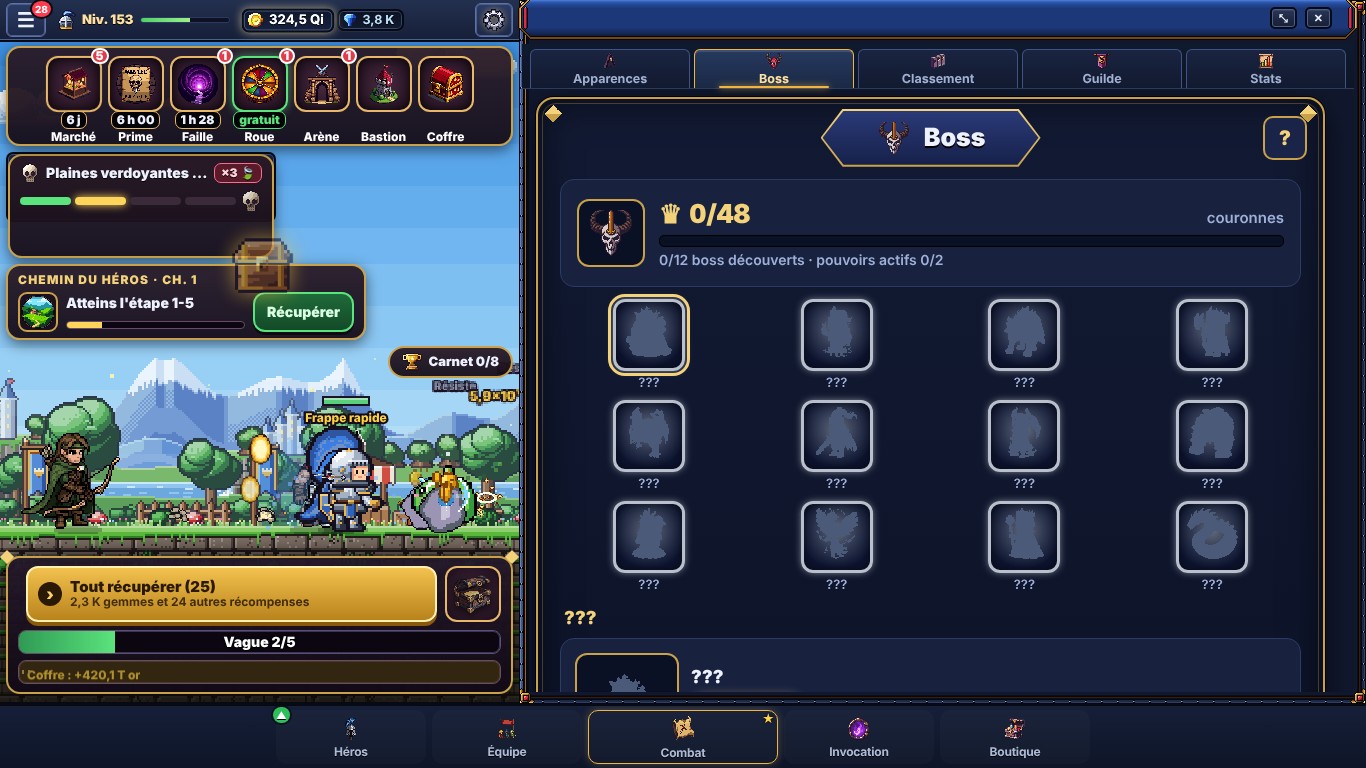 28
Niv. 153
324,5 Qi
3,8 K
5
1
1
1
6 j
6 h 00
1 h 28
gratuit
Marché
Prime
Faille
Roue
Arène
Bastion
Coffre
Plaines verdoyantes ...
×3
CHEMIN DU HÉROS · CH. 1
Atteins l'étape 1-5
Récupérer
Carnet 0/8
Résiste
5,9×10
Frappe rapide
Tout récupérer (25)
2,3 K gemmes et 24 autres récompenses
Vague 2/5
Coffre : +420,1 T or
Apparences
Boss
Classement
Guilde
Stats
Boss
?
0/48
couronnes
0/12 boss découverts · pouvoirs actifs 0/2
??? ??? ??? ???
??? ??? ??? ???
??? ??? ??? ???
???
???
Héros
Équipe
Combat
Invocation
Boutique